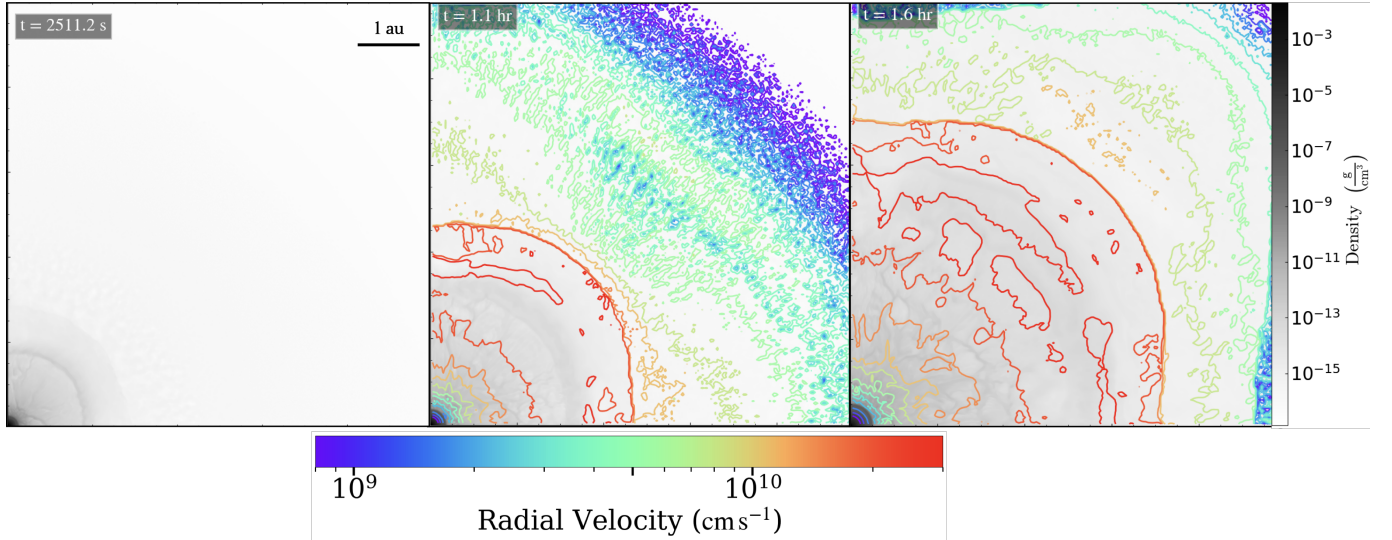 t = 2511.2 s
1 au
t = 1.1 hr
t = 1.6 hr
10⁻³
10⁻⁵
10⁻⁷
10⁻⁹
10⁻¹¹
10⁻¹³
10⁻¹⁵
Density (g/cm³)
10⁹
10¹⁰
Radial Velocity (cm s⁻¹)